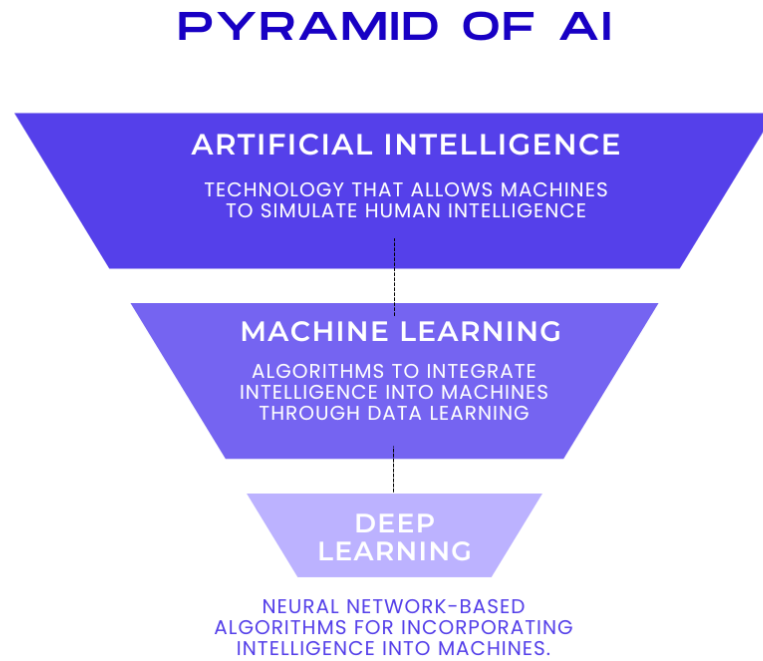 PYRAMID OF AI
ARTIFICIAL INTELLIGENCE
TECHNOLOGY THAT ALLOWS MACHINES
TO SIMULATE HUMAN INTELLIGENCE
MACHINE LEARNING
ALGORITHMS TO INTEGRATE
INTELLIGENCE INTO MACHINES
THROUGH DATA LEARNING
DEEP
LEARNING
NEURAL NETWORK-BASED
ALGORITHMS FOR INCORPORATING
INTELLIGENCE INTO MACHINES.